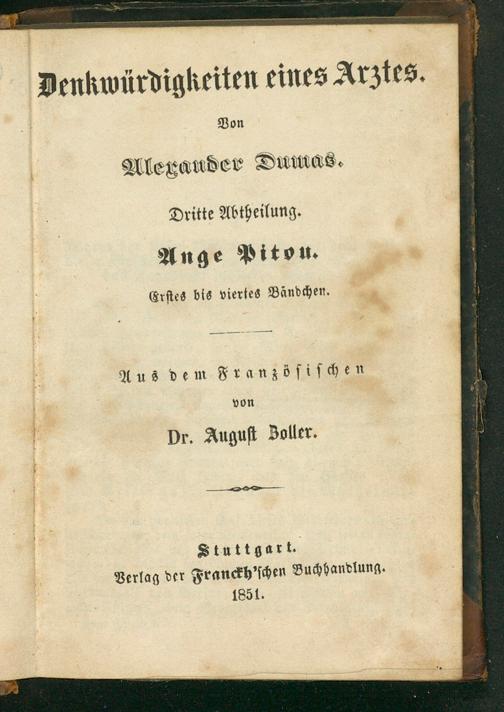 Denkwürdigkeiten eines Arztes.
Von
Alexander Dumas.
Dritte Abtheilung.
Ange Pitou.
Erstes bis viertes Bändchen.
Aus dem Französischen
von
Dr. August Zoller.
Stuttgart.
Verlag der Franckh'schen Buchhandlung.
1851.